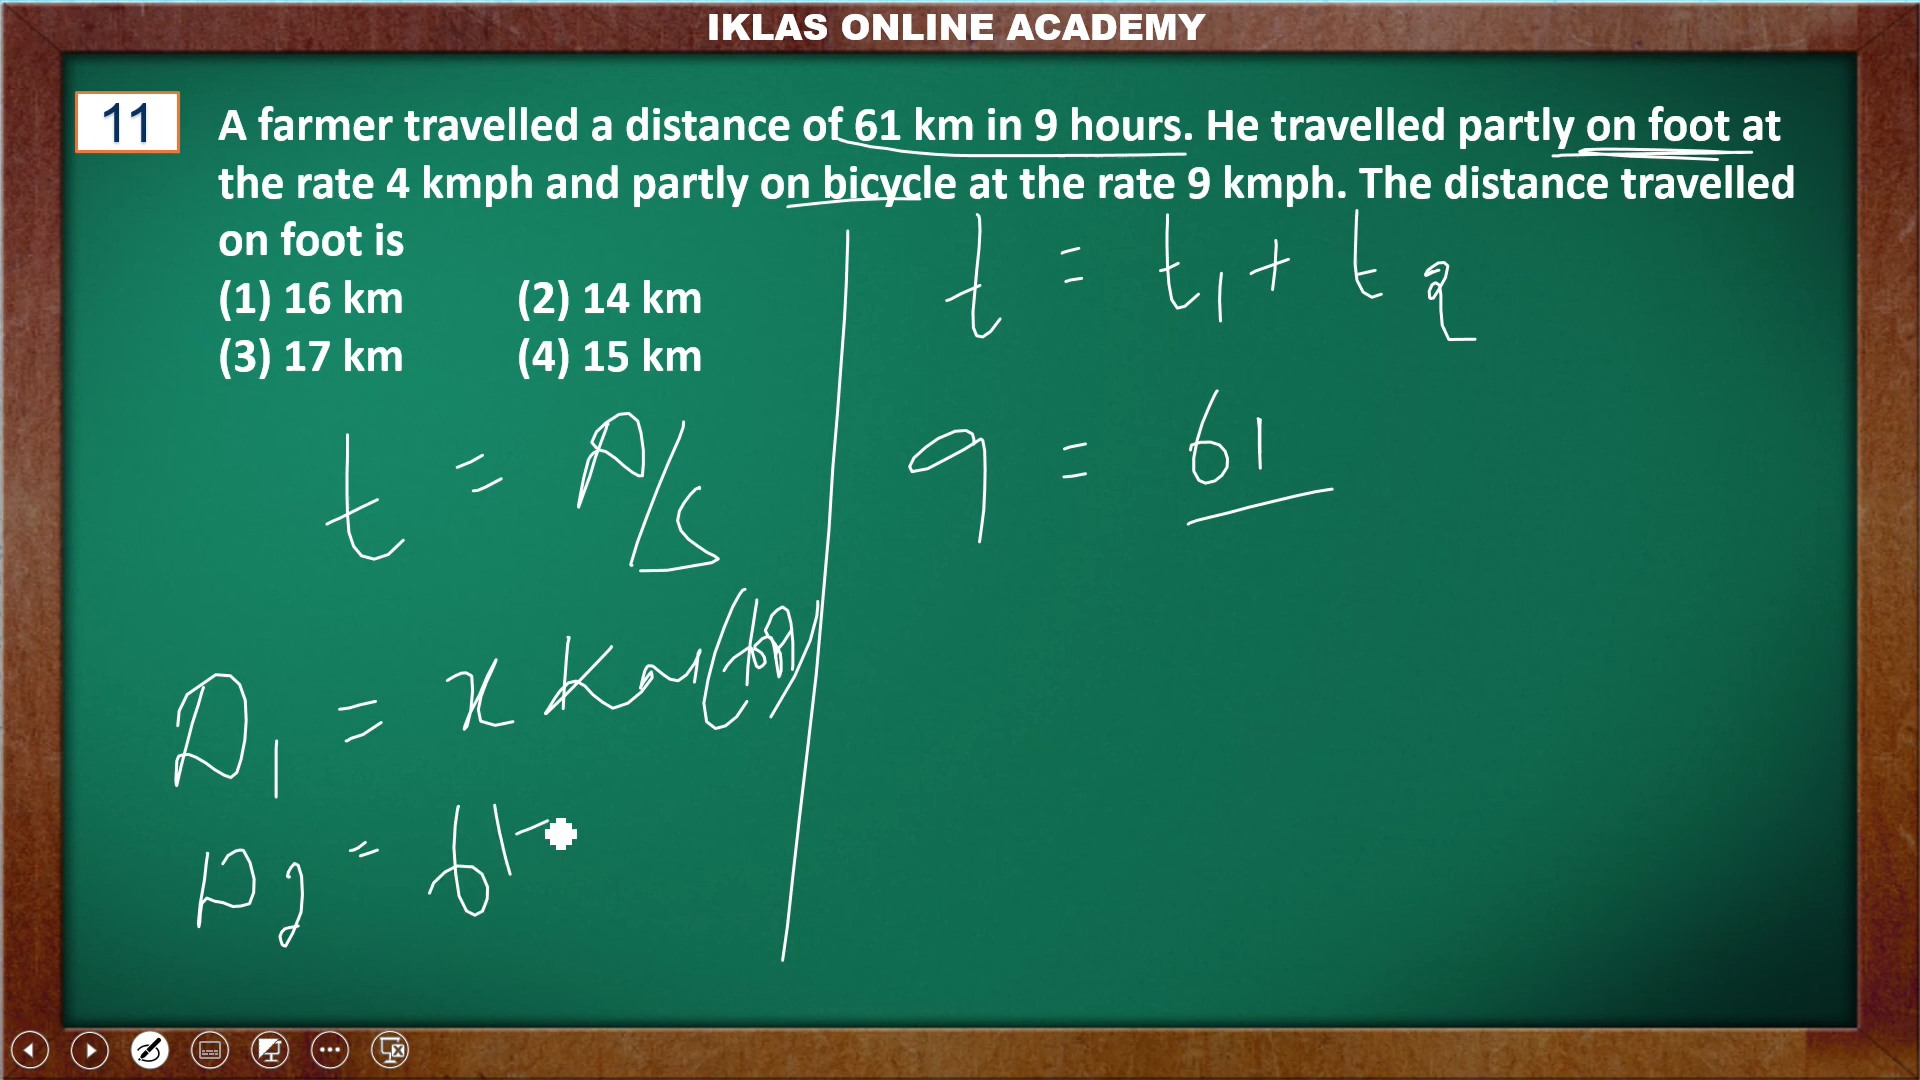 IKLAS ONLINE ACADEMY
11
A farmer travelled a distance of 61 km in 9 hours. He travelled partly on foot at
the rate 4 kmph and partly on bicycle at the rate 9 kmph. The distance travelled
on foot is
(1) 16 km (2) 14 km
(3) 17 km (4) 15 km
t = t1 + t2
t = D/S
9 = 61
D1 = x Km
D2 = 61 -